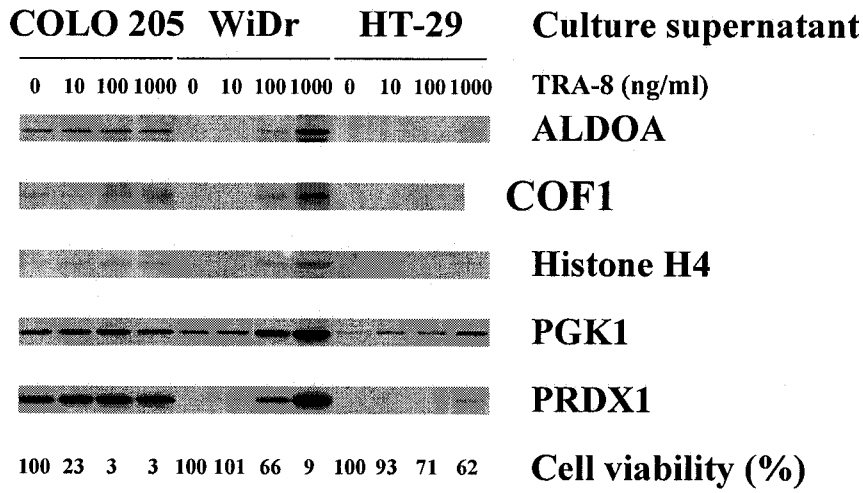 COLO 205 WiDr HT-29 Culture supernatant
0 10 100 1000 0 10 100 1000 0 10 100 1000 TRA-8 (ng/ml)
ALDOA
COF1
Histone H4
PGK1
PRDX1
100 23 3 3 100 101 66 9 100 93 71 62 Cell viability (%)